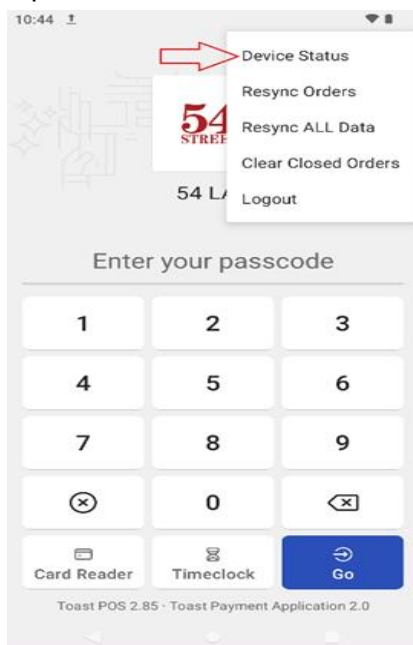 10:44
Device Status
Resync Orders
54
STREE
Resync ALL Data
Clear Closed Orders
54 LA
Logout
Enter your passcode
1 2 3
4 5 6
7 8 9
0
Card Reader Timeclock Go
Toast POS 2.85 · Toast Payment Application 2.0